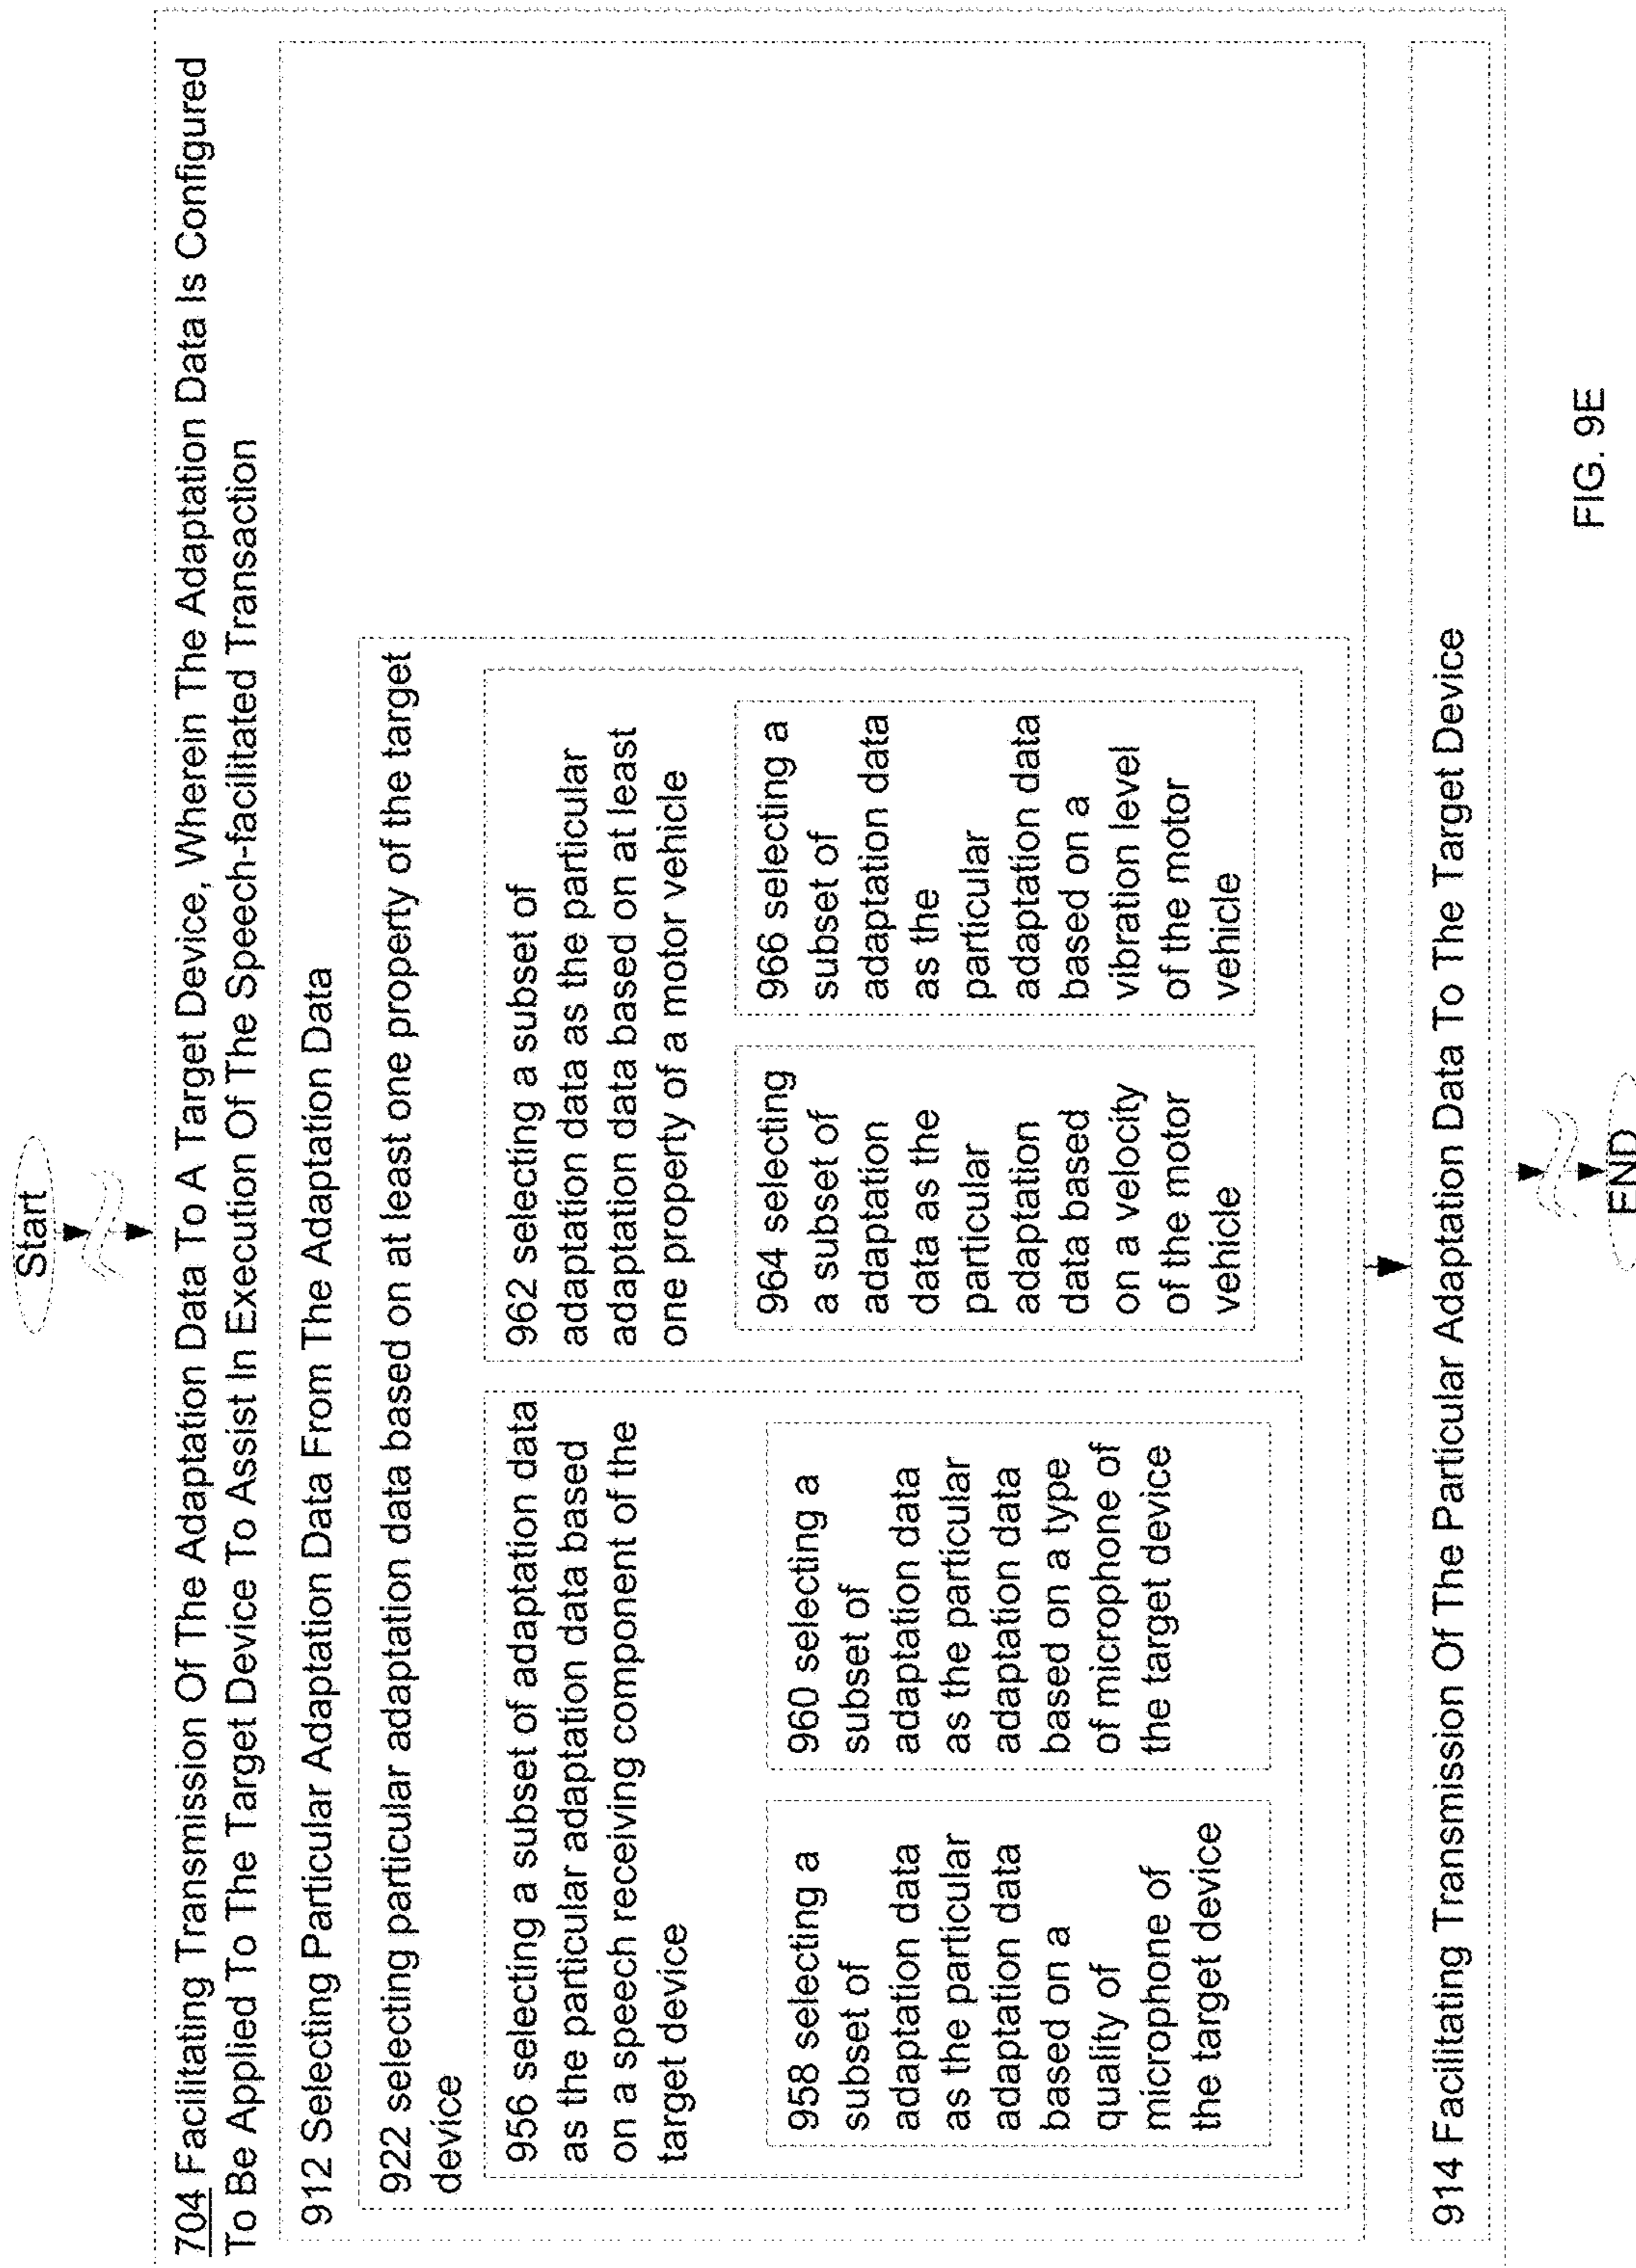 Start
704 Facilitating Transmission Of The Adaptation Data To A Target Device, Wherein The Adaptation Data Is Configured
To Be Applied To The Target Device To Assist In Execution Of The Speech-facilitated Transaction
912 Selecting Particular Adaptation Data From The Adaptation Data
922 selecting particular adaptation data based on at least one property of the target
device
956 selecting a subset of adaptation data
as the particular adaptation data based
on a speech receiving component of the
target device
958 selecting a
subset of
adaptation data
as the particular
adaptation data
based on a
quality of
microphone of
the target device
960 selecting a
subset of
adaptation data
as the particular
adaptation data
based on a type
of microphone of
the target device
962 selecting a subset of
adaptation data as the particular
adaptation data based on at least
one property of a motor vehicle
964 selecting
a subset of
adaptation
data as the
particular
adaptation
data based
on a velocity
of the motor
vehicle
966 selecting a
subset of
adaptation data
as the
particular
adaptation data
based on a
vibration level
of the motor
vehicle
914 Facilitating Transmission Of The Particular Adaptation Data To The Target Device
END
FIG. 9E